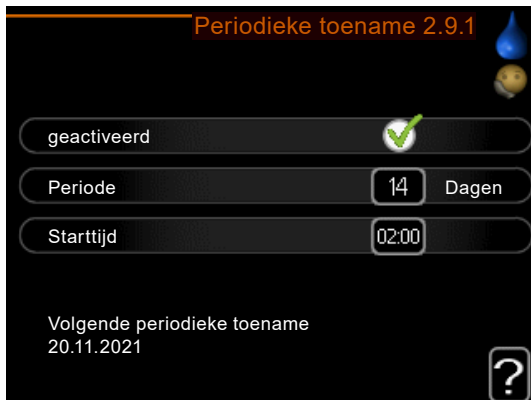 Periodieke toename 2.9.1
geactiveerd
Periode 14 Dagen
Starttijd 02:00
Volgende periodieke toename
20.11.2021
?